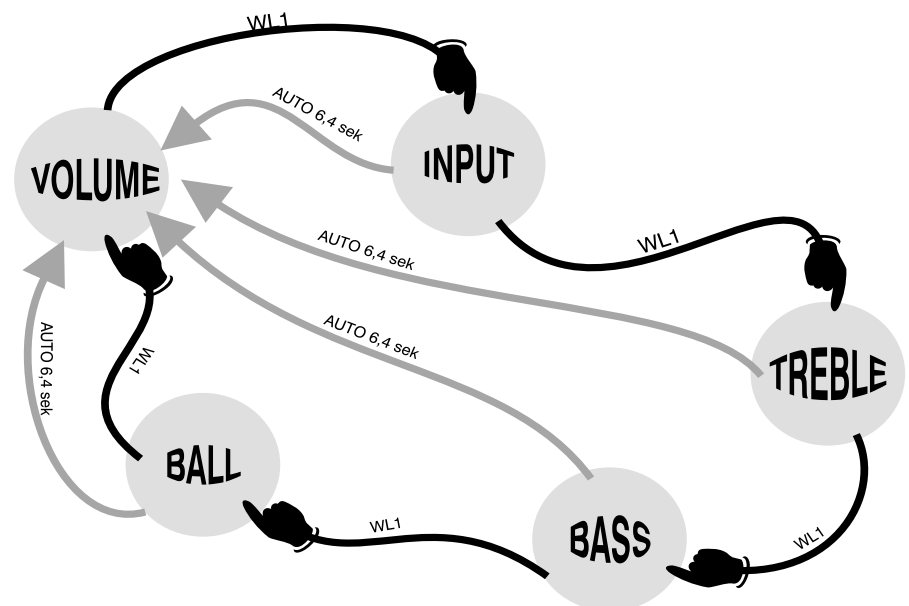 WL1
AUTO 6,4 sek
INPUT
VOLUME
WL1
AUTO 6,4 sek
AUTO 6,4 sek
AUTO 6,4 sek
WL1
TREBLE
BALL
WL1
BASS
WL1